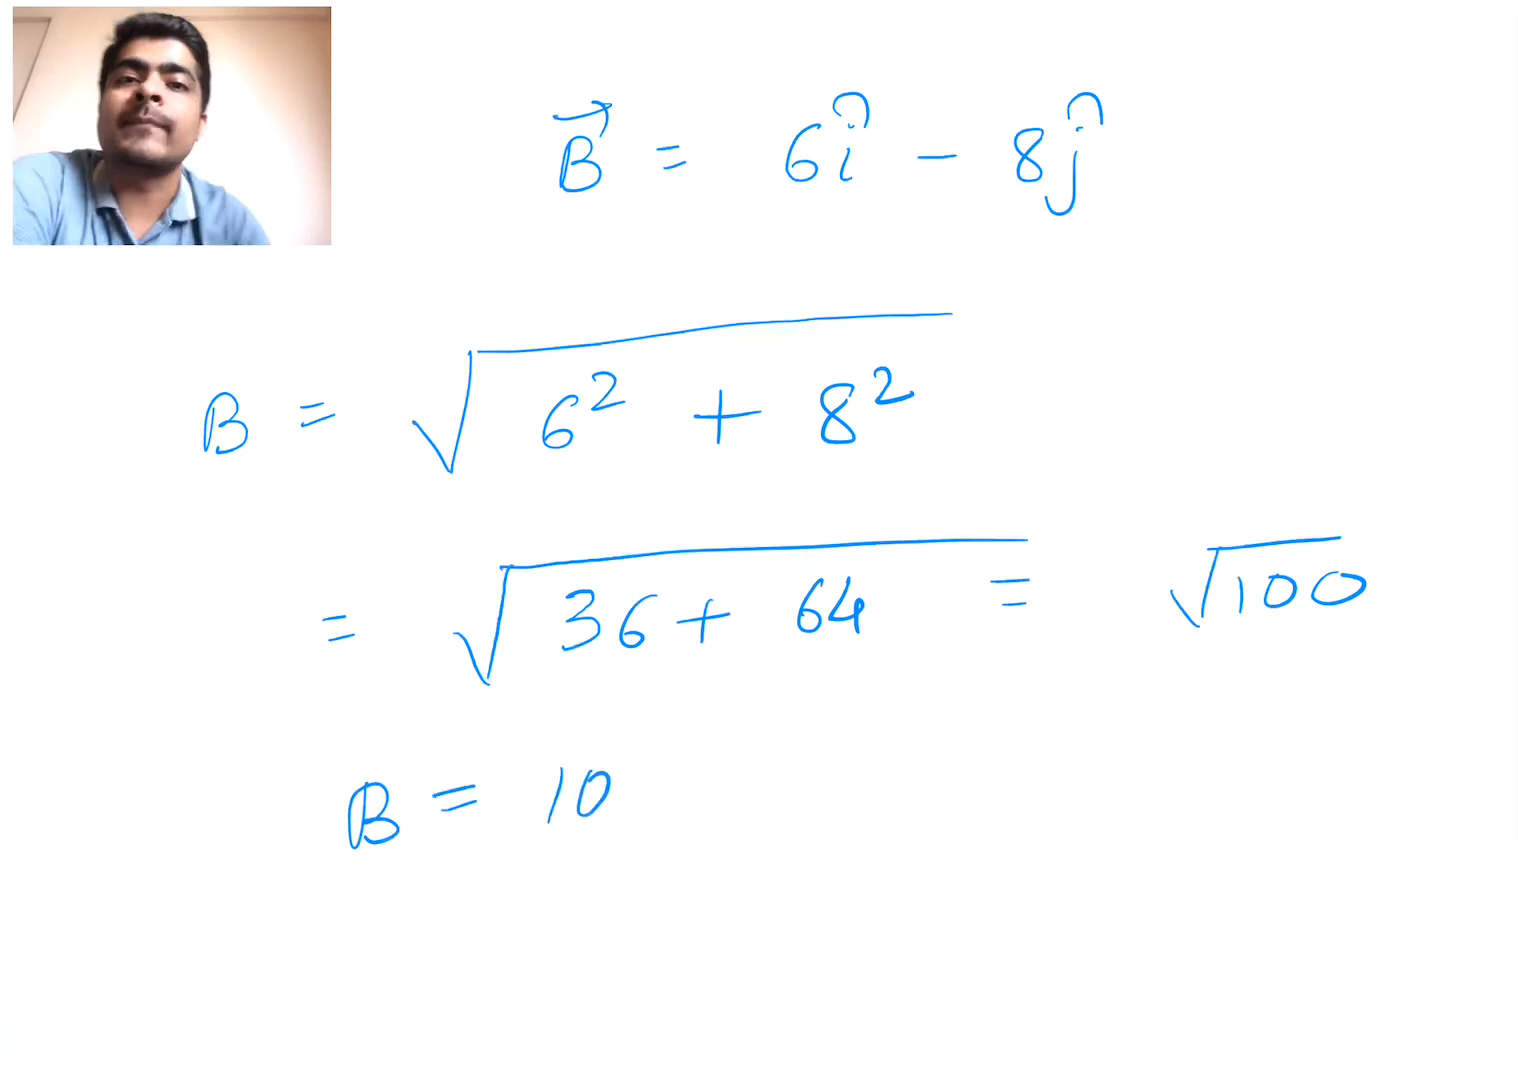 B⃗ = 6î - 8ĵ
B = √(6² + 8²)
= √(36 + 64) = √100
B = 10